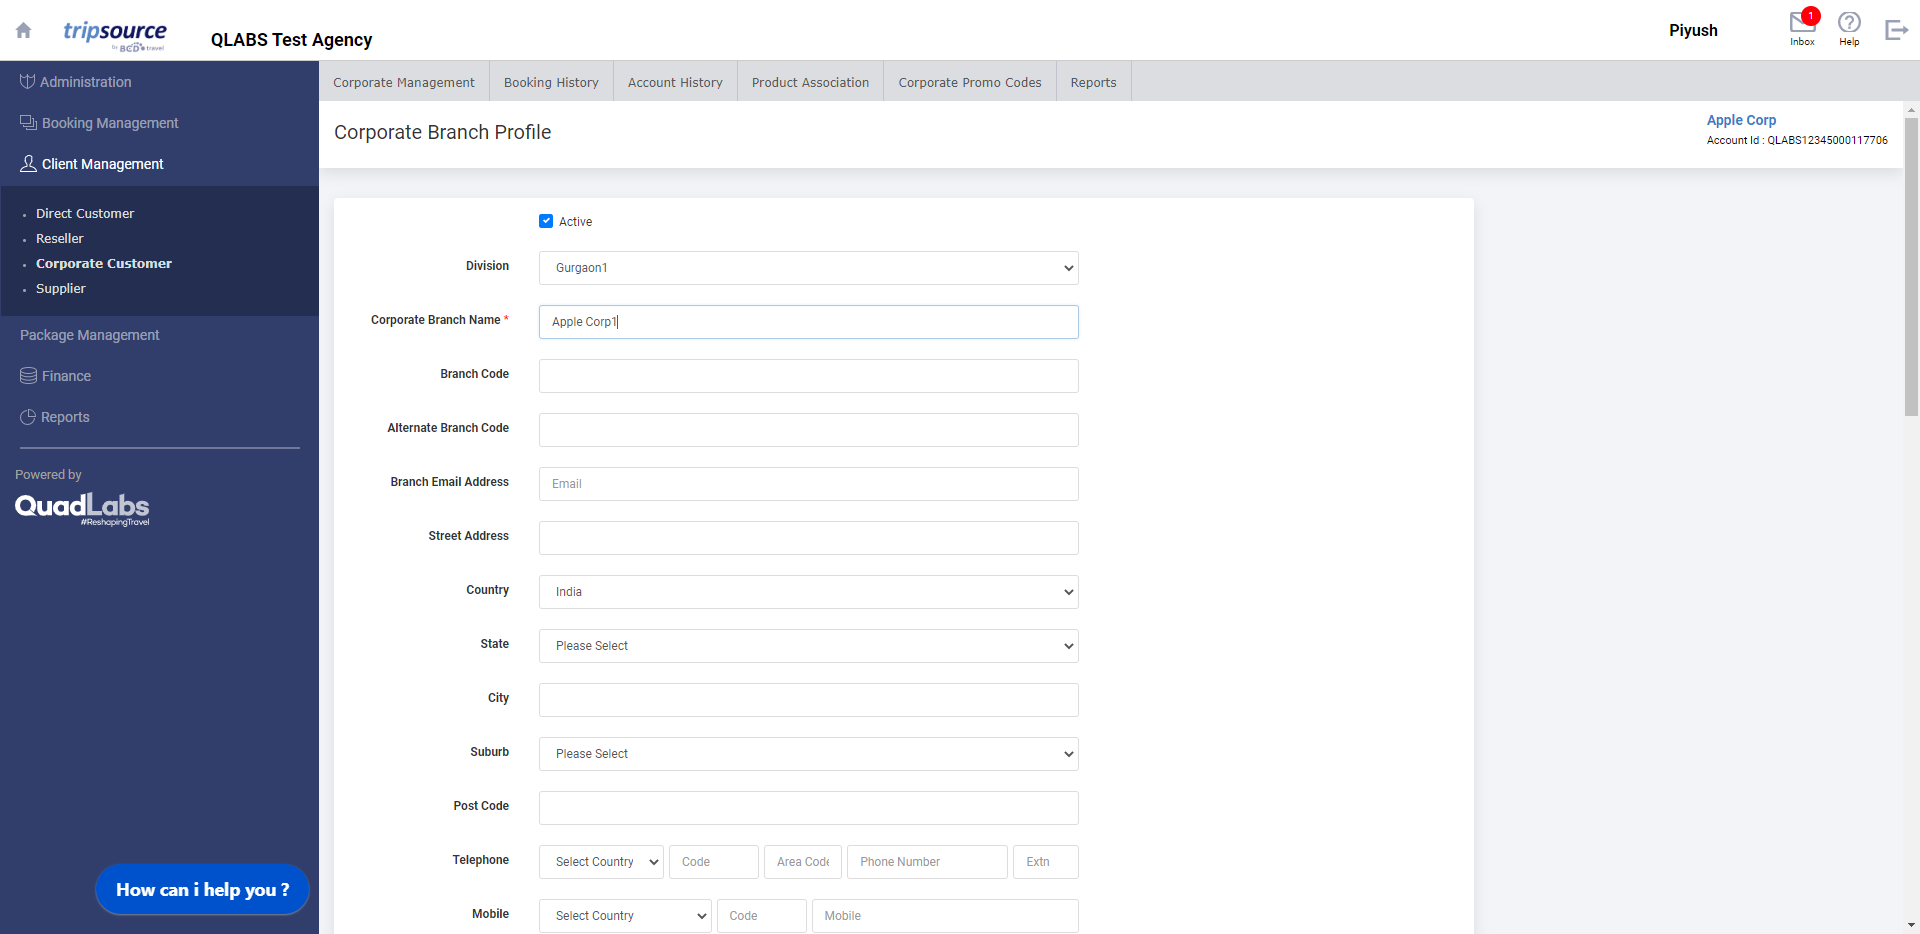 tripsource
by BCD travel
QLABS Test Agency
Piyush
1
Inbox
Help
Administration
Booking Management
Client Management
Direct Customer
Reseller
Corporate Customer
Supplier
Package Management
Finance
Reports
Powered by
QuadLabs
#ReshapingTravel
How can i help you ?
Corporate Management
Booking History
Account History
Product Association
Corporate Promo Codes
Reports
Corporate Branch Profile
Apple Corp
Account Id : QLABS12345000117706
Active
Division
Gurgaon1
Corporate Branch Name *
Apple Corp1
Branch Code
Alternate Branch Code
Branch Email Address
Email
Street Address
Country
India
State
Please Select
City
Suburb
Please Select
Post Code
Telephone
Select Country
Code
Area Code
Phone Number
Extn
Mobile
Select Country
Code
Mobile